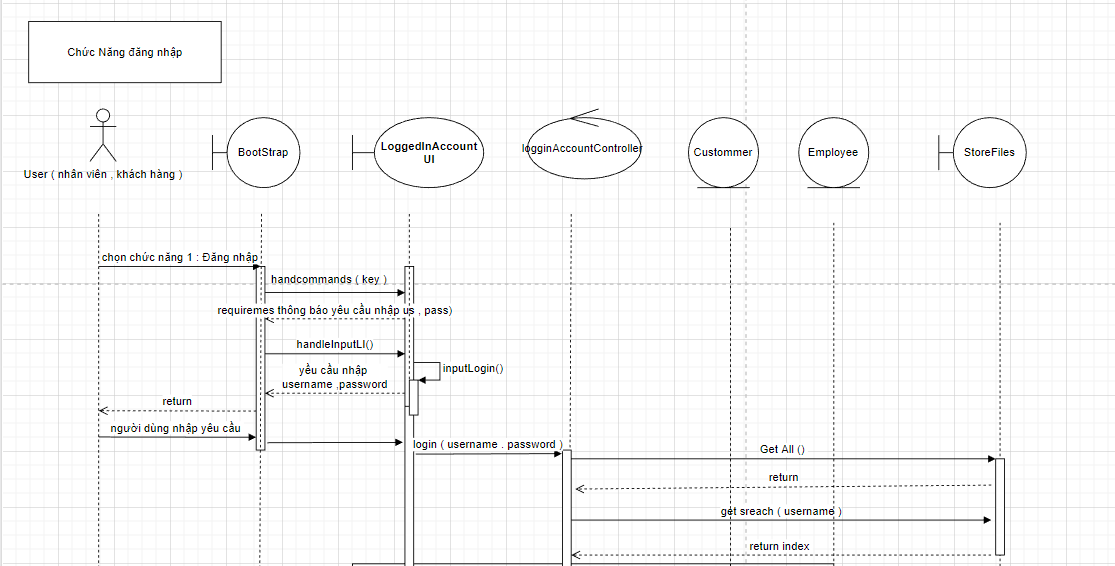 Chức Năng đăng nhập
User ( nhân viên , khách hàng )
BootStrap
LoggedInAccount
UI
logginAccountController
Custommer
Employee
StoreFiles
chọn chức năng 1 : Đăng nhập
handcommands ( key )
requiremes thông báo yêu cầu nhập us , pass)
handleInputLI()
inputLogin()
yều cầu nhập
username ,password
return
người dùng nhập yêu cầu
login ( username . password )
Get All ()
return
get sreach ( username )
return index